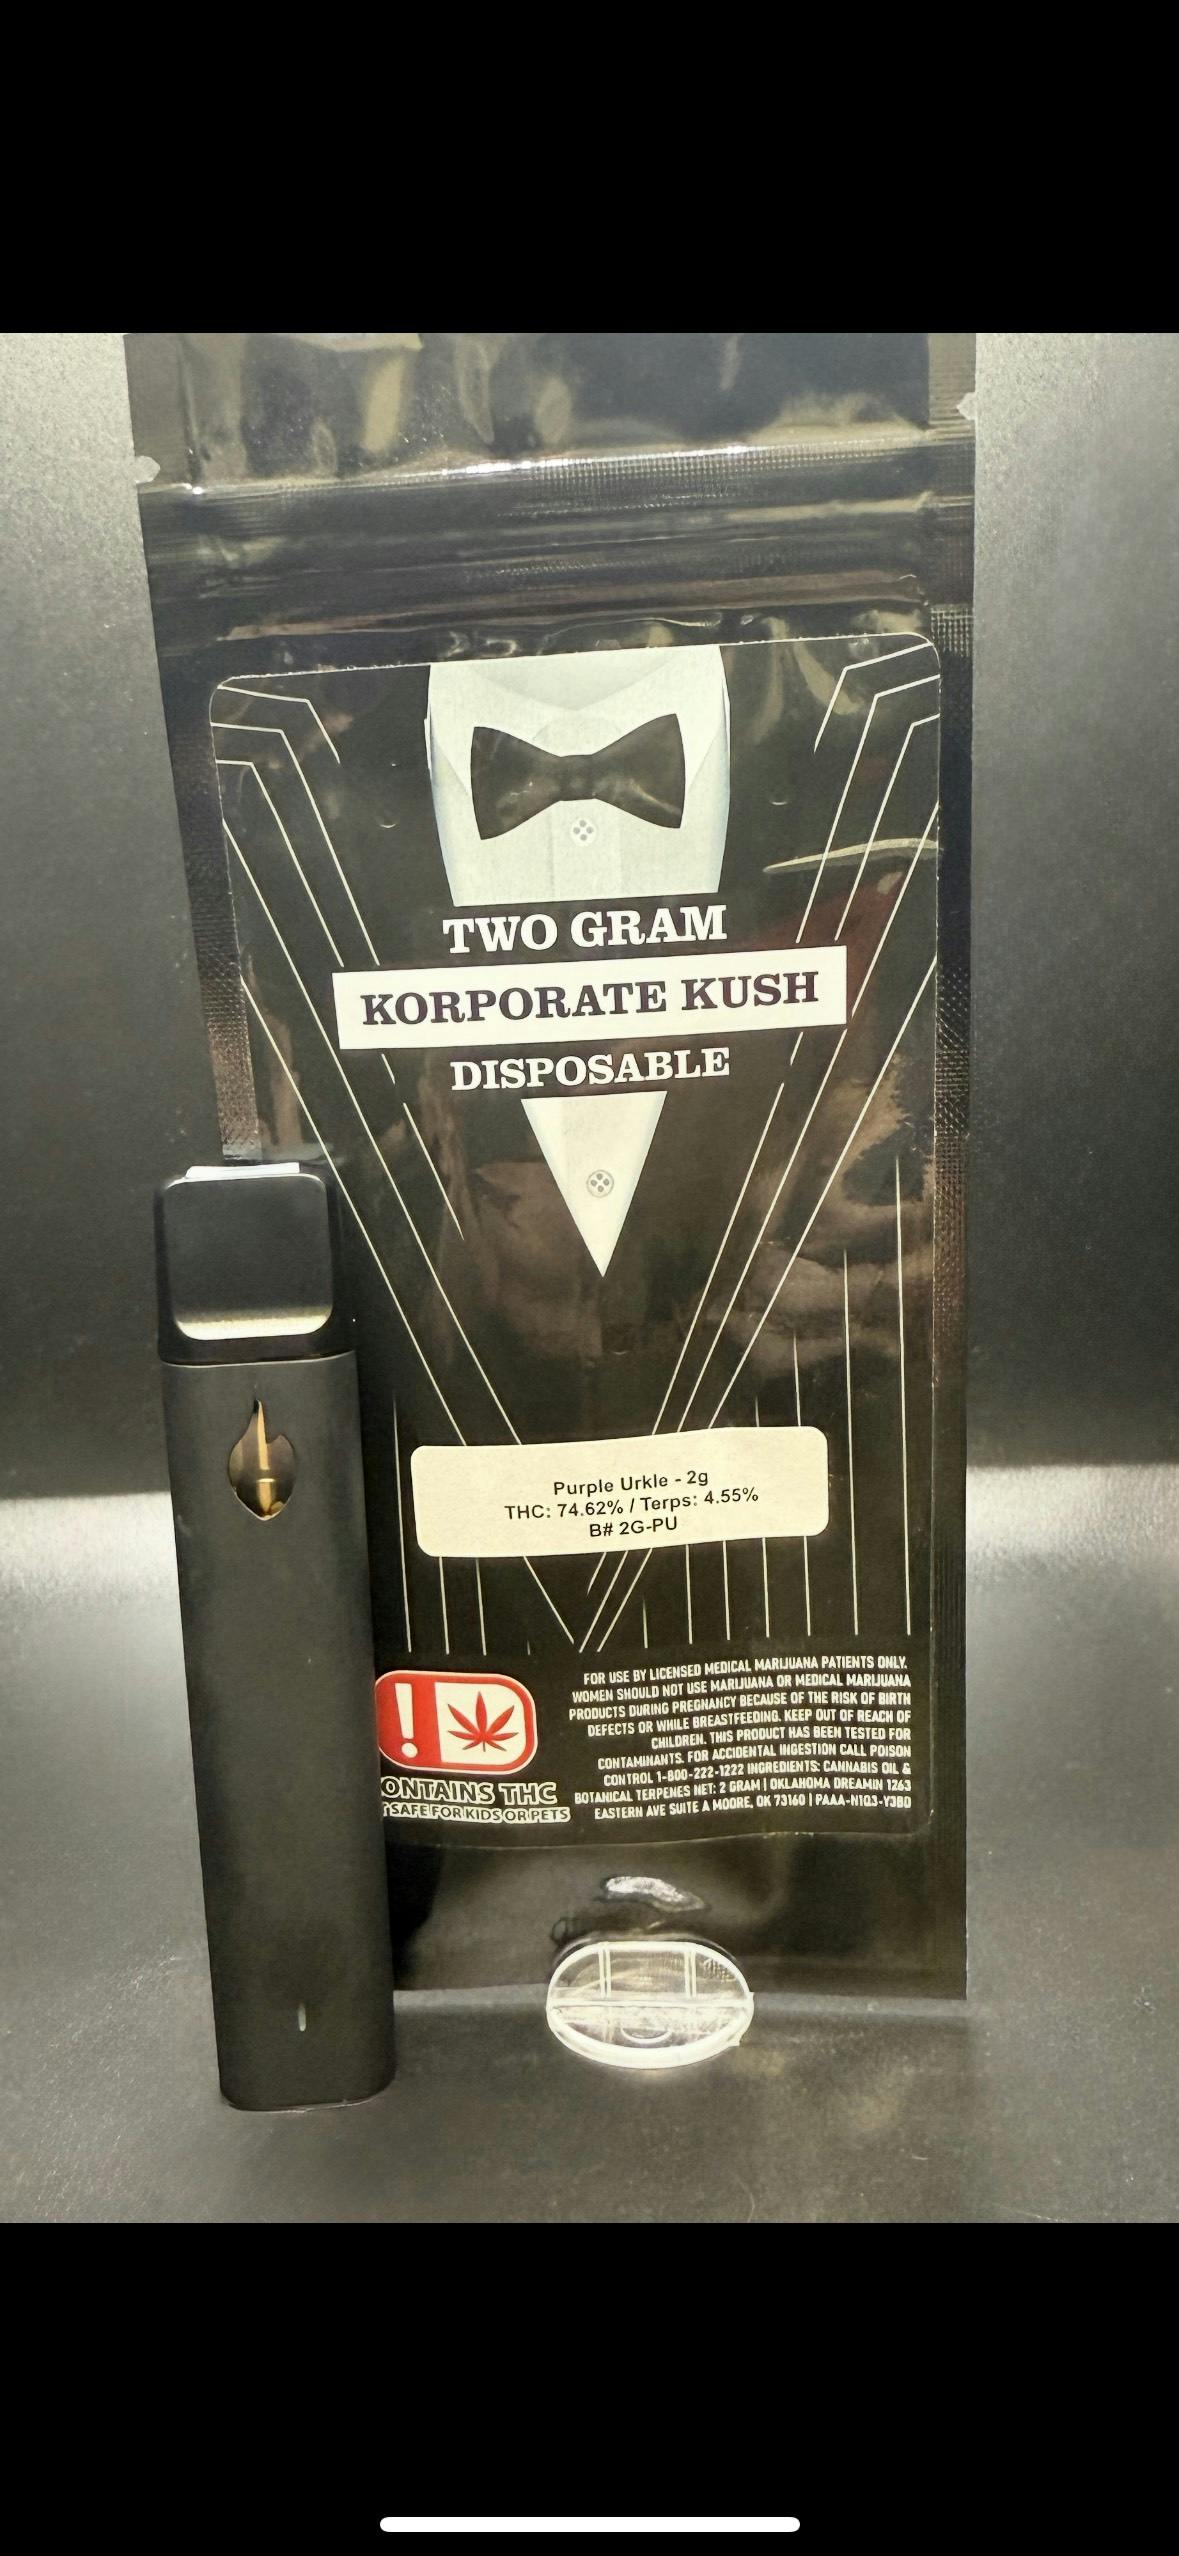 TWO GRAM
KORPORATE KUSH
DISPOSABLE
Purple Urkle - 2g
THC: 74.62% / Terps: 4.55%
B# 2G-PU
FOR USE BY LICENSED MEDICAL MARIJUANA PATIENTS ONLY.
WOMEN SHOULD NOT USE MARIJUANA OR MEDICAL MARIJUANA
PRODUCTS DURING PREGNANCY BECAUSE OF THE RISK OF BIRTH
DEFECTS OR WHILE BREASTFEEDING. KEEP OUT OF REACH OF
CHILDREN. THIS PRODUCT HAS BEEN TESTED FOR
CONTAMINANTS. FOR ACCIDENTAL INGESTION CALL POISON
CONTROL 1-800-222-1222 INGREDIENTS: CANNABIS OIL &
BOTANICAL TERPENES NET: 2 GRAM | OKLAHOMA DREAMIN 1263
EASTERN AVE SUITE A MOORE, OK 73160 | PAAA-N1Q3-Y3BD
!
ONTAINS THC
T SAFE FOR KIDS OR PETS